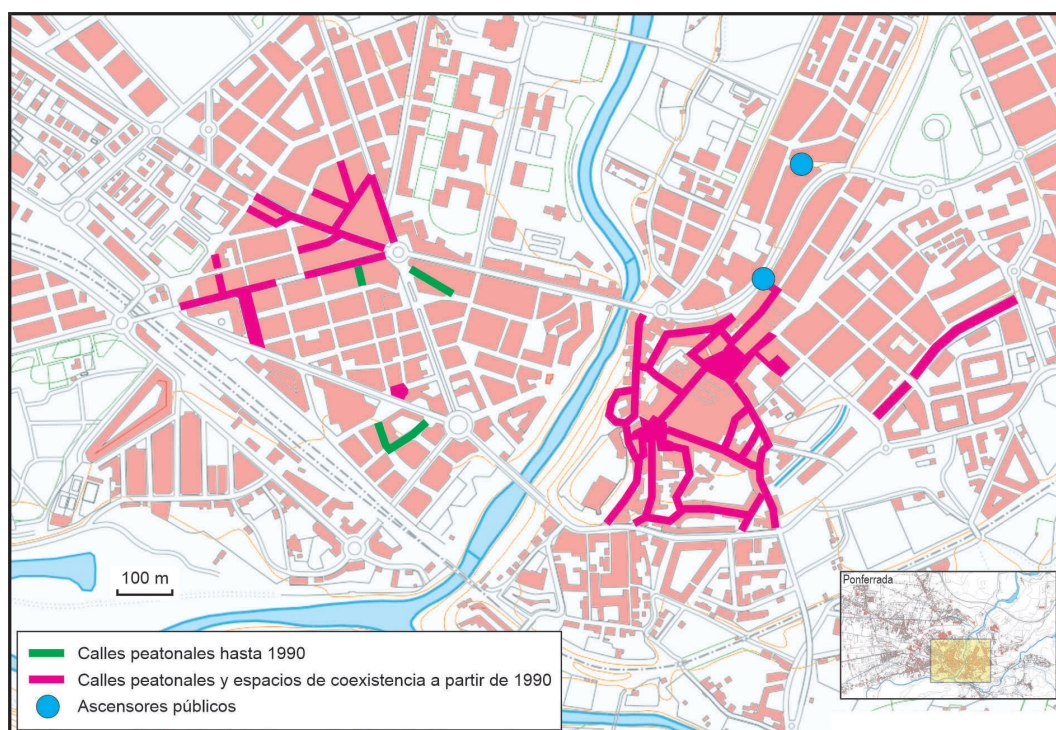 100 m
Ponferrada
Calles peatonales hasta 1990
Calles peatonales y espacios de coexistencia a partir de 1990
Ascensores públicos